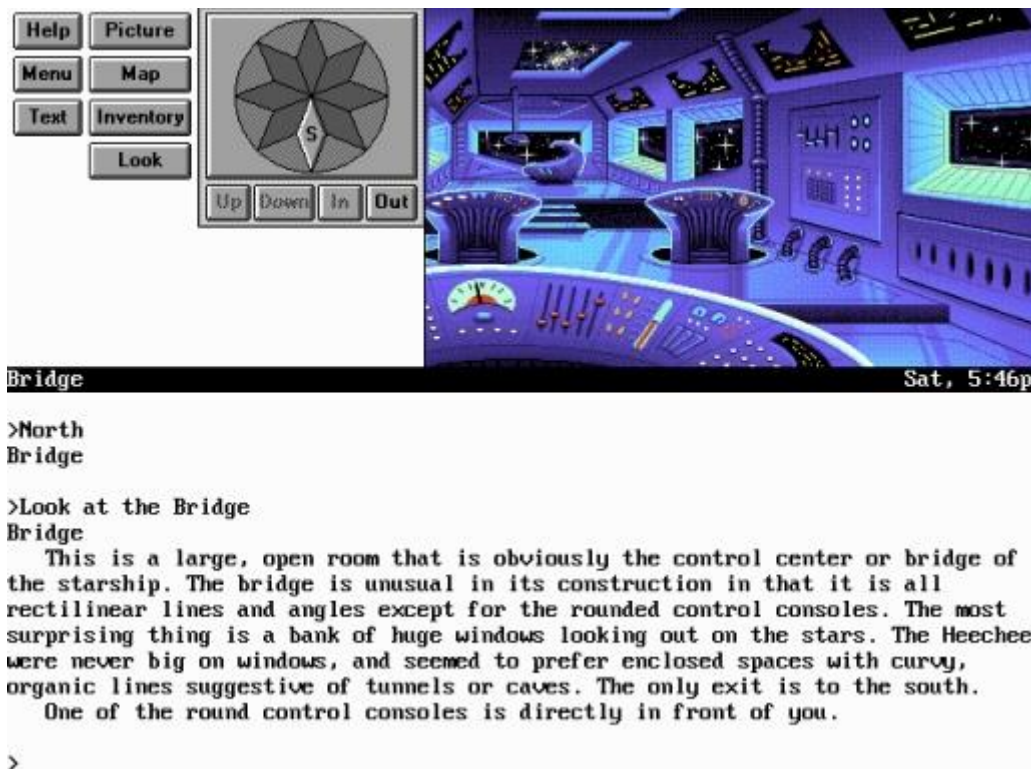 Help Picture
Menu Map
Text Inventory
Look
S
Up Down In Out
Bridge Sat, 5:46p
>North
Bridge
>Look at the Bridge
Bridge
This is a large, open room that is obviously the control center or bridge of
the starship. The bridge is unusual in its construction in that it is all
rectilinear lines and angles except for the rounded control consoles. The most
surprising thing is a bank of huge windows looking out on the stars. The Heechee
were never big on windows, and seemed to prefer enclosed spaces with curvy,
organic lines suggestive of tunnels or caves. The only exit is to the south.
One of the round control consoles is directly in front of you.
>